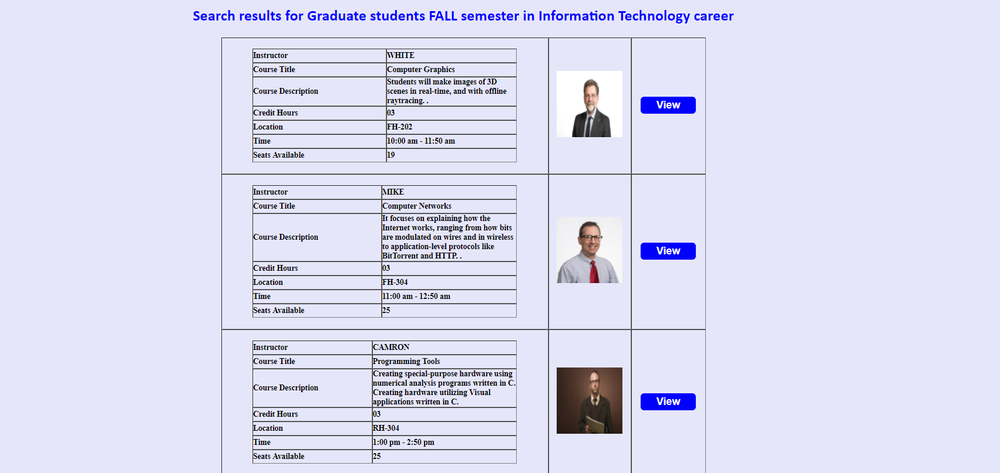 Search results for Graduate students FALL semester in Information Technology career
Instructor WHITE
Course Title Computer Graphics
Course Description Students will make images of 3D
scenes in real-time, and with offline
raytracing. .
Credit Hours 03
Location FH-202
Time 10:00 am - 11:50 am
Seats Available 19
View
Instructor MIKE
Course Title Computer Networks
Course Description It focuses on explaining how the
Internet works, ranging from how bits
are modulated on wires and in wireless
to application-level protocols like
BitTorrent and HTTP. .
Credit Hours 03
Location FH-304
Time 11:00 am - 12:50 am
Seats Available 25
View
Instructor CAMRON
Course Title Programming Tools
Course Description Creating special-purpose hardware using
numerical analysis programs written in C.
Creating hardware utilizing Visual
applications written in C.
Credit Hours 03
Location RH-304
Time 1:00 pm - 2:50 pm
Seats Available 25
View